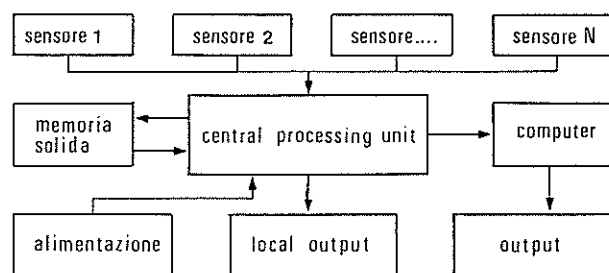 sensore 1
sensore 2
sensore....
sensore N
memoria
solida
central processing unit
computer
alimentazione
local output
output